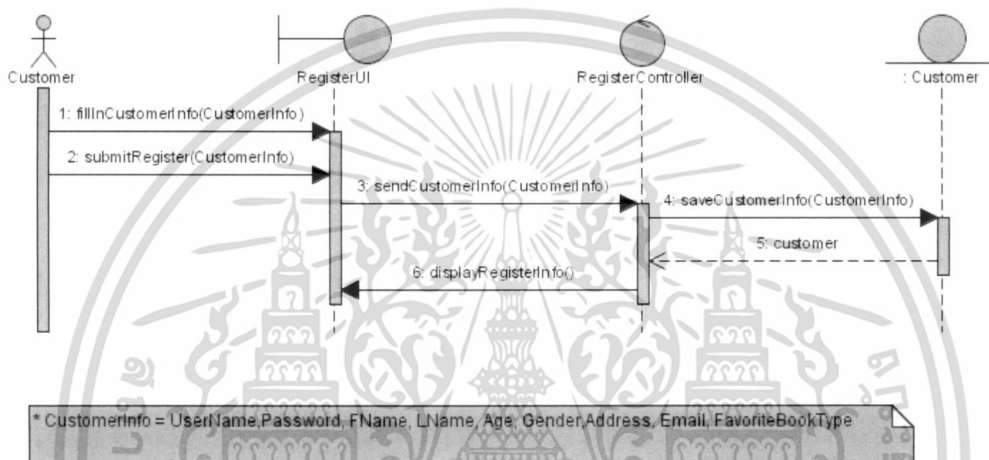 Customer
RegisterUI
RegisterController
: Customer
1: fillInCustomerInfo(CustomerInfo)
2: submitRegister(CustomerInfo)
3: sendCustomerInfo(CustomerInfo)
4: saveCustomerInfo(CustomerInfo)
5: customer
6: displayRegisterInfo()
* CustomerInfo = UserName,Password, FName, LName, Age, Gender,Address, Email, FavoriteBookType